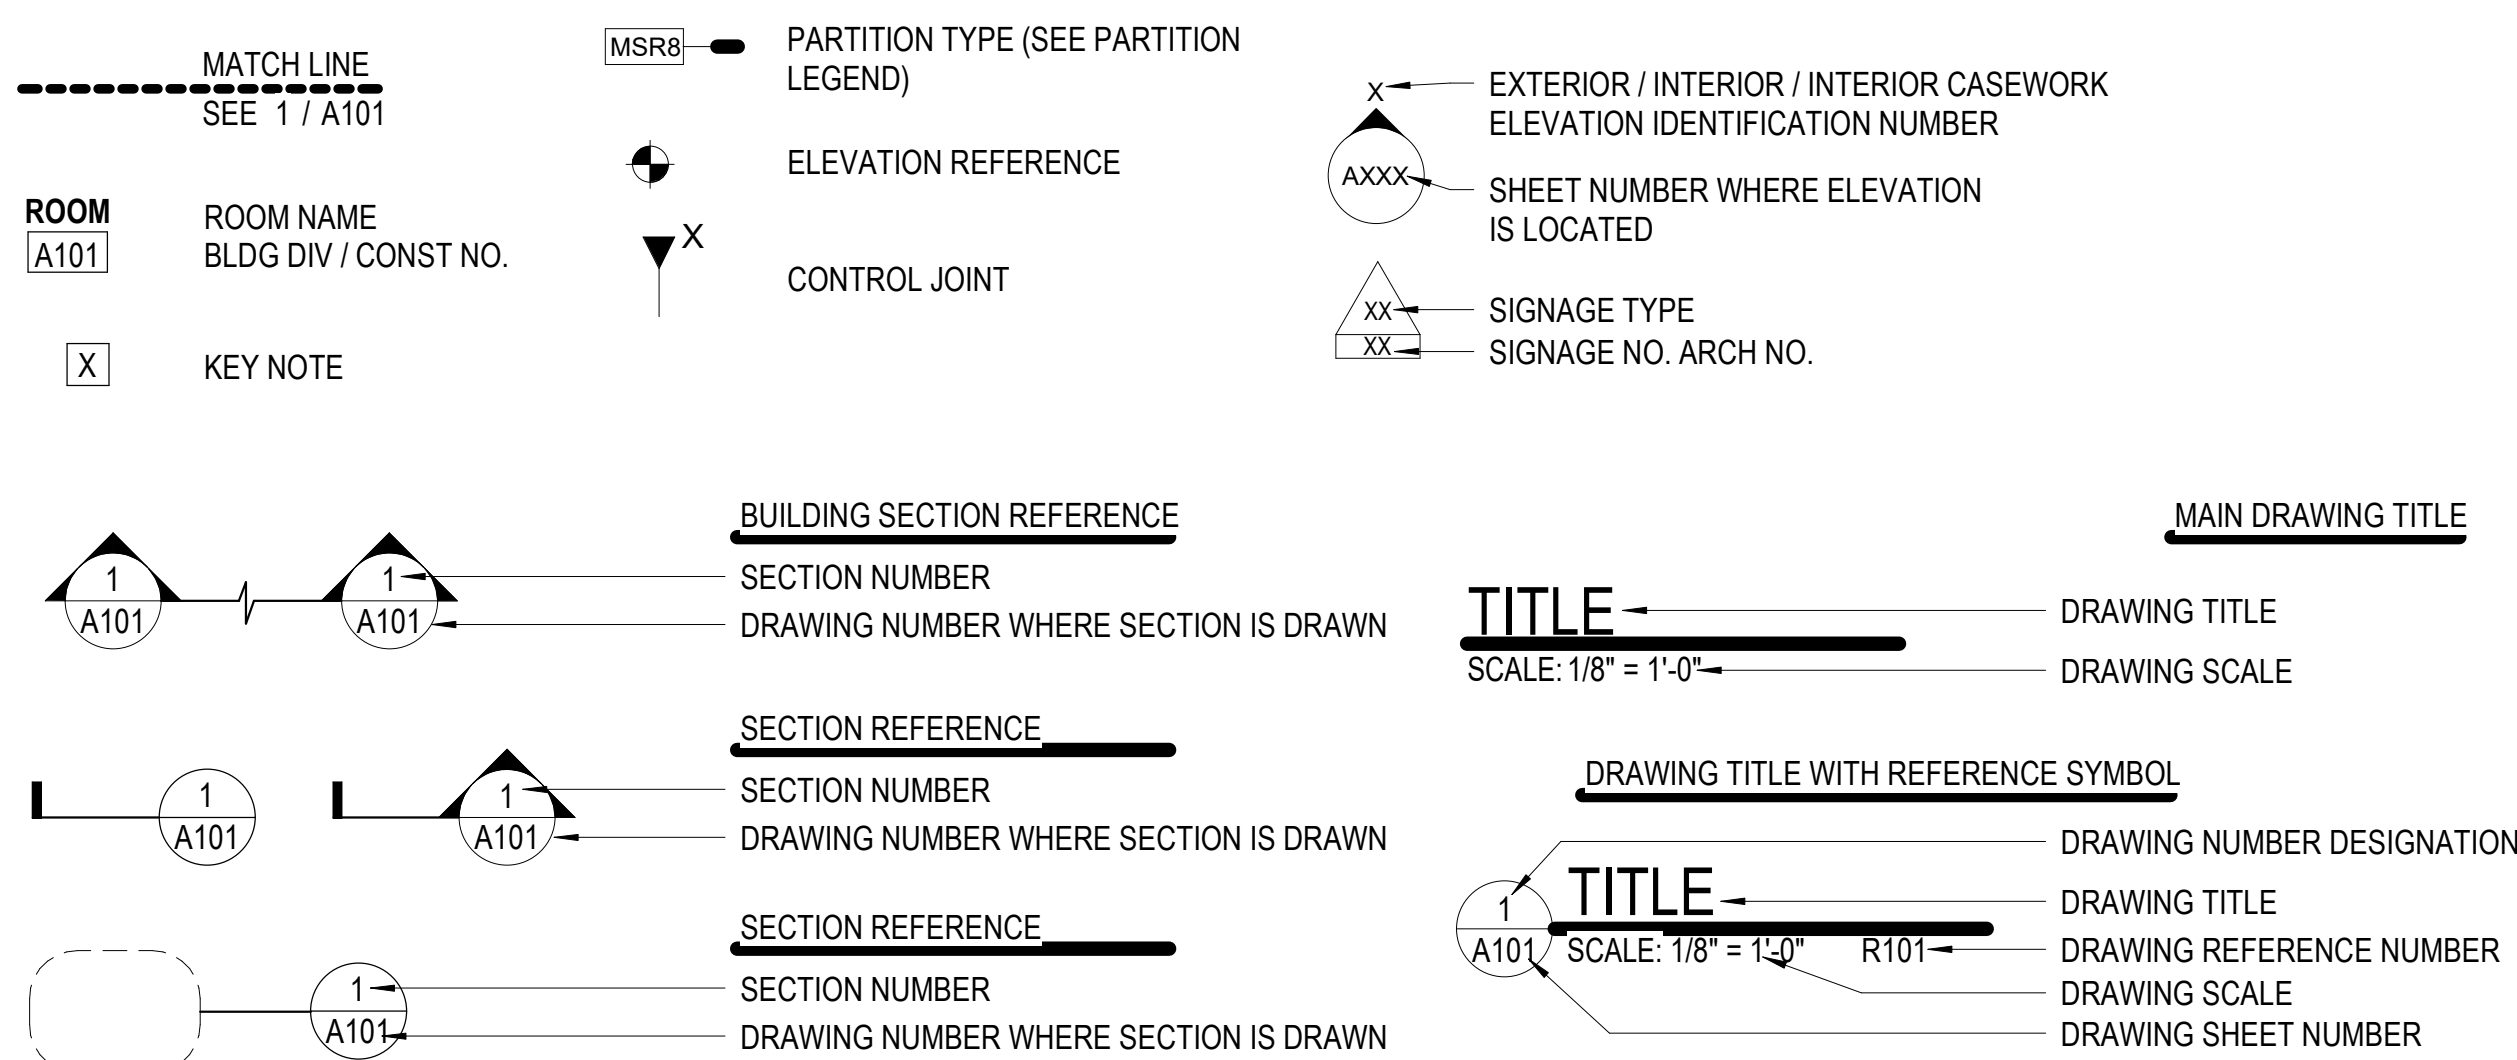 MATCH LINE
SEE 1 / A101
ROOM
A101
ROOM NAME
BLDG DIV / CONST NO.
X
KEY NOTE
MSR8
PARTITION TYPE (SEE PARTITION
LEGEND)
ELEVATION REFERENCE
X
CONTROL JOINT
X
EXTERIOR / INTERIOR / INTERIOR CASEWORK
ELEVATION IDENTIFICATION NUMBER
AXXX
SHEET NUMBER WHERE ELEVATION
IS LOCATED
XX
SIGNAGE TYPE
XX
SIGNAGE NO. ARCH NO.
BUILDING SECTION REFERENCE
1
A101
1
A101
SECTION NUMBER
DRAWING NUMBER WHERE SECTION IS DRAWN
SECTION REFERENCE
1
A101
1
A101
SECTION NUMBER
DRAWING NUMBER WHERE SECTION IS DRAWN
SECTION REFERENCE
1
A101
SECTION NUMBER
DRAWING NUMBER WHERE SECTION IS DRAWN
MAIN DRAWING TITLE
TITLE
SCALE: 1/8" = 1'-0"
DRAWING TITLE
DRAWING SCALE
DRAWING TITLE WITH REFERENCE SYMBOL
1
A101
TITLE
SCALE: 1/8" = 1'-0" R101
DRAWING NUMBER DESIGNATION
DRAWING TITLE
DRAWING REFERENCE NUMBER
DRAWING SCALE
DRAWING SHEET NUMBER